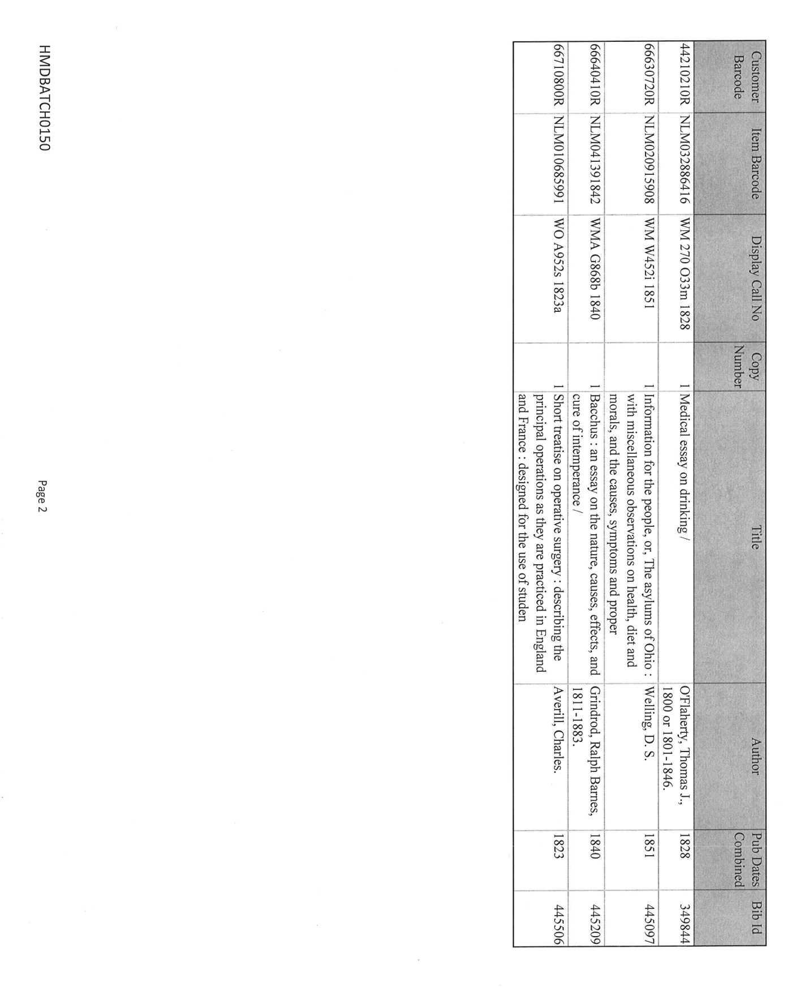 Customer Barcode Item Barcode Display Call No Copy Number Title Author Pub Dates Combined Bib Id
44210210R NLM032886416 WM 270 O33m 1828 1 Medical essay on drinking / O'Flaherty, Thomas J.,
1800 or 1801-1846. 1828 349844
66630720R NLM020915908 WM W452i 1851 1 Information for the people, or, The asylums of Ohio : Welling, D. S. 1851 445097
with miscellaneous observations on health, diet and
morals, and the causes, symptoms and proper
66640410R NLM041391842 WMA G868b 1840 1 Bacchus : an essay on the nature, causes, effects, and Grindrod, Ralph Barnes, 1840 445209
cure of intemperance / 1811-1883.
66710800R NLM010685991 WO A952s 1823a 1 Short treatise on operative surgery : describing the Averill, Charles. 1823 445506
principal operations as they are practiced in England
and France : designed for the use of studen
HMDBATCH0150 Page 2